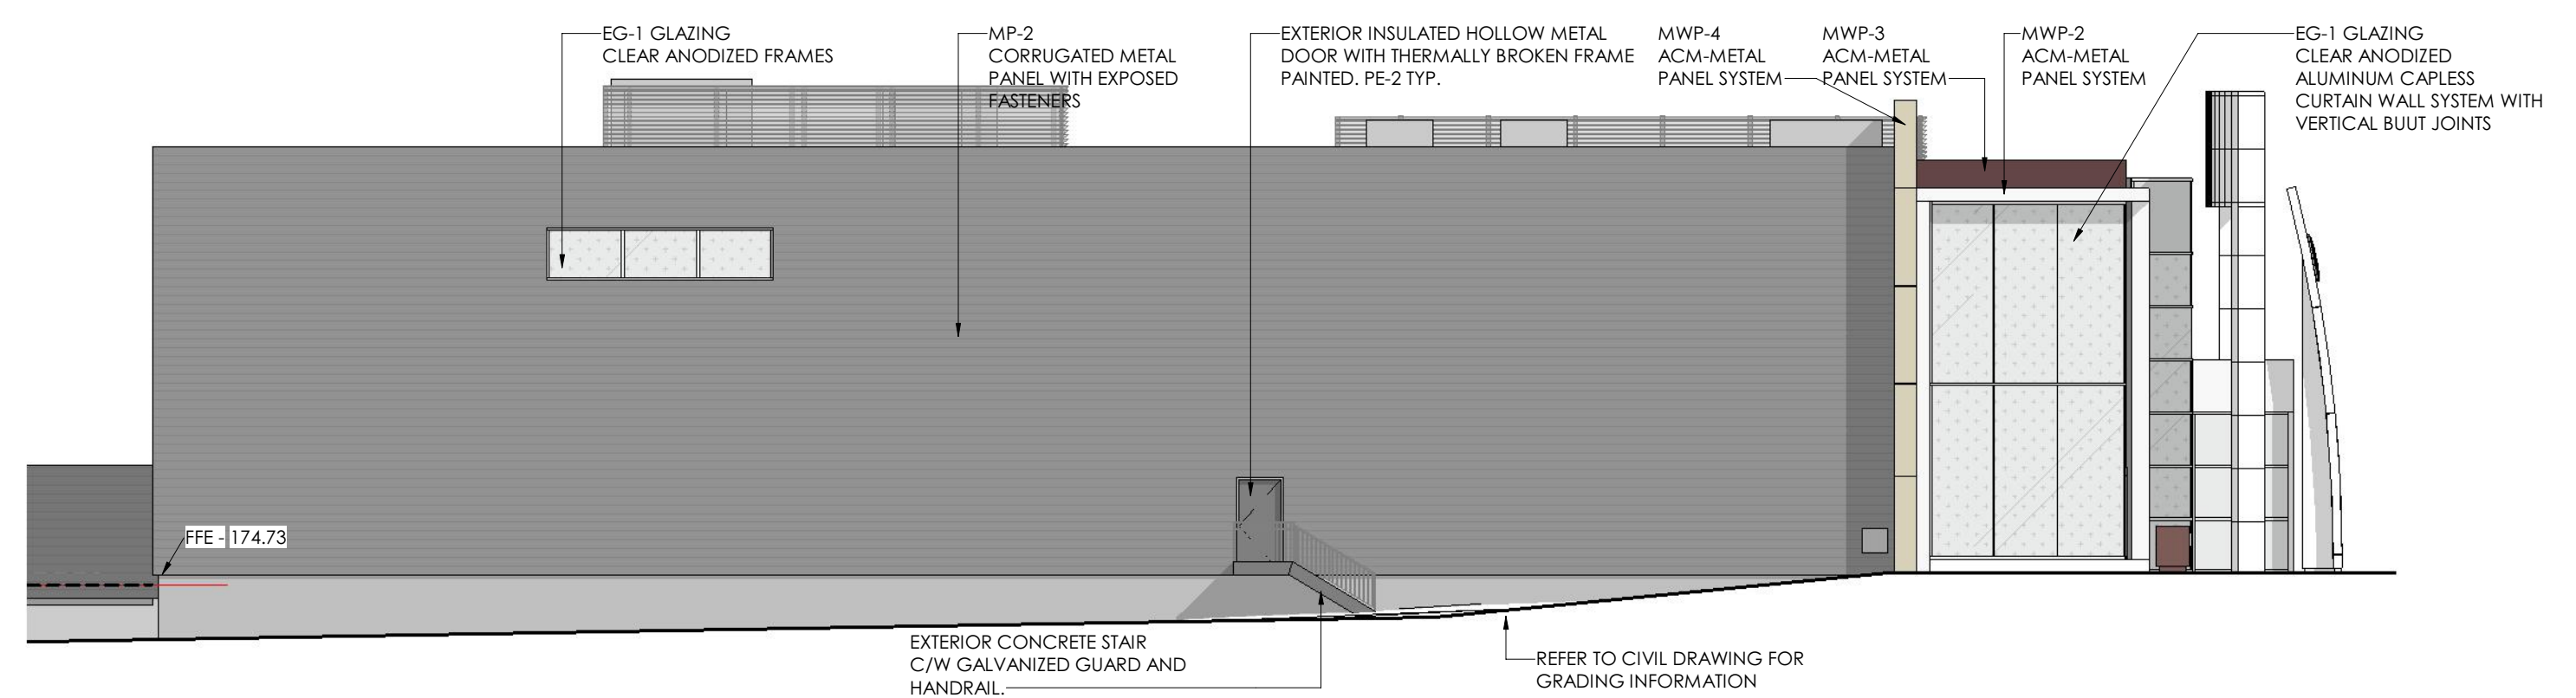 EG-1 GLAZING
CLEAR ANODIZED FRAMES
MP-2
CORRUGATED METAL
PANEL WITH EXPOSED
FASTENERS
EXTERIOR INSULATED HOLLOW METAL
DOOR WITH THERMALLY BROKEN FRAME
PAINTED. PE-2 TYP.
MWP-4
ACM-METAL
PANEL SYSTEM
MWP-3
ACM-METAL
PANEL SYSTEM
MWP-2
ACM-METAL
PANEL SYSTEM
EG-1 GLAZING
CLEAR ANODIZED
ALUMINUM CAPLESS
CURTAIN WALL SYSTEM WITH
VERTICAL BUUT JOINTS
FFE - 174.73
EXTERIOR CONCRETE STAIR
C/W GALVANIZED GUARD AND
HANDRAIL.
REFER TO CIVIL DRAWING FOR
GRADING INFORMATION